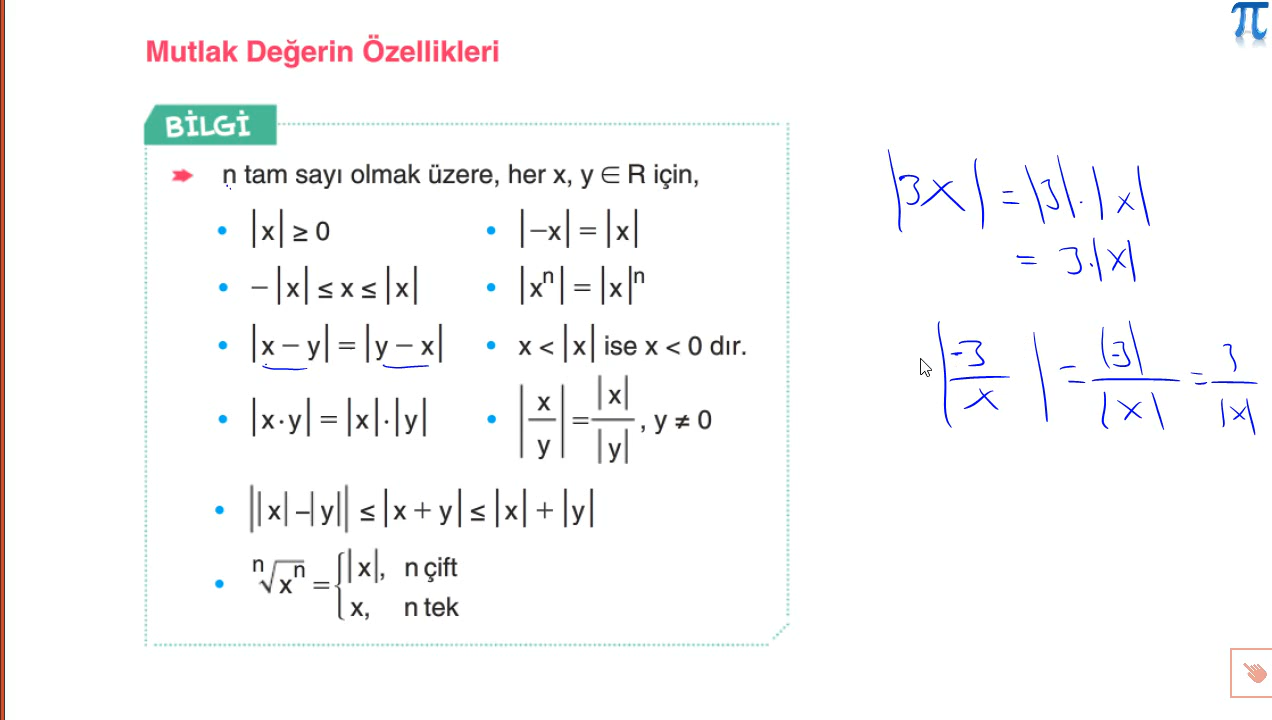 π
Mutlak Değerin Özellikleri
BİLGİ
n tam sayı olmak üzere, her x, y ∈ R için,
• |x| ≥ 0
• |−x| = |x|
• −|x| ≤ x ≤ |x|
• |xⁿ| = |x|ⁿ
• |x − y| = |y − x|
• x < |x| ise x < 0 dır.
• |x·y| = |x|·|y|
• |x/y| = |x|/|y|, y ≠ 0
• ||x| − |y|| ≤ |x + y| ≤ |x| + |y|
• ⁿ√xⁿ = { |x|, n çift
x, n tek
|3x| = |3|·|x|
= 3·|x|
|-3/x| = |-3|/|x| = 3/|x|